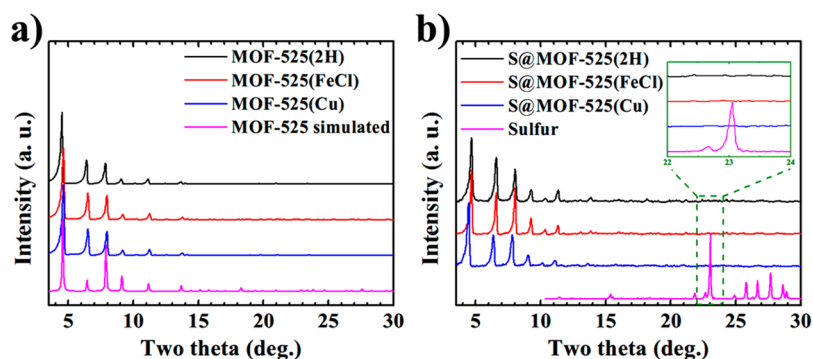 a)
MOF-525(2H)
MOF-525(FeCl)
MOF-525(Cu)
MOF-525 simulated
Intensity (a. u.)
5 10 15 20 25 30
Two theta (deg.)
b)
S@MOF-525(2H)
S@MOF-525(FeCl)
S@MOF-525(Cu)
Sulfur
22 23 24
Intensity (a. u.)
5 10 15 20 25 30
Two theta (deg.)